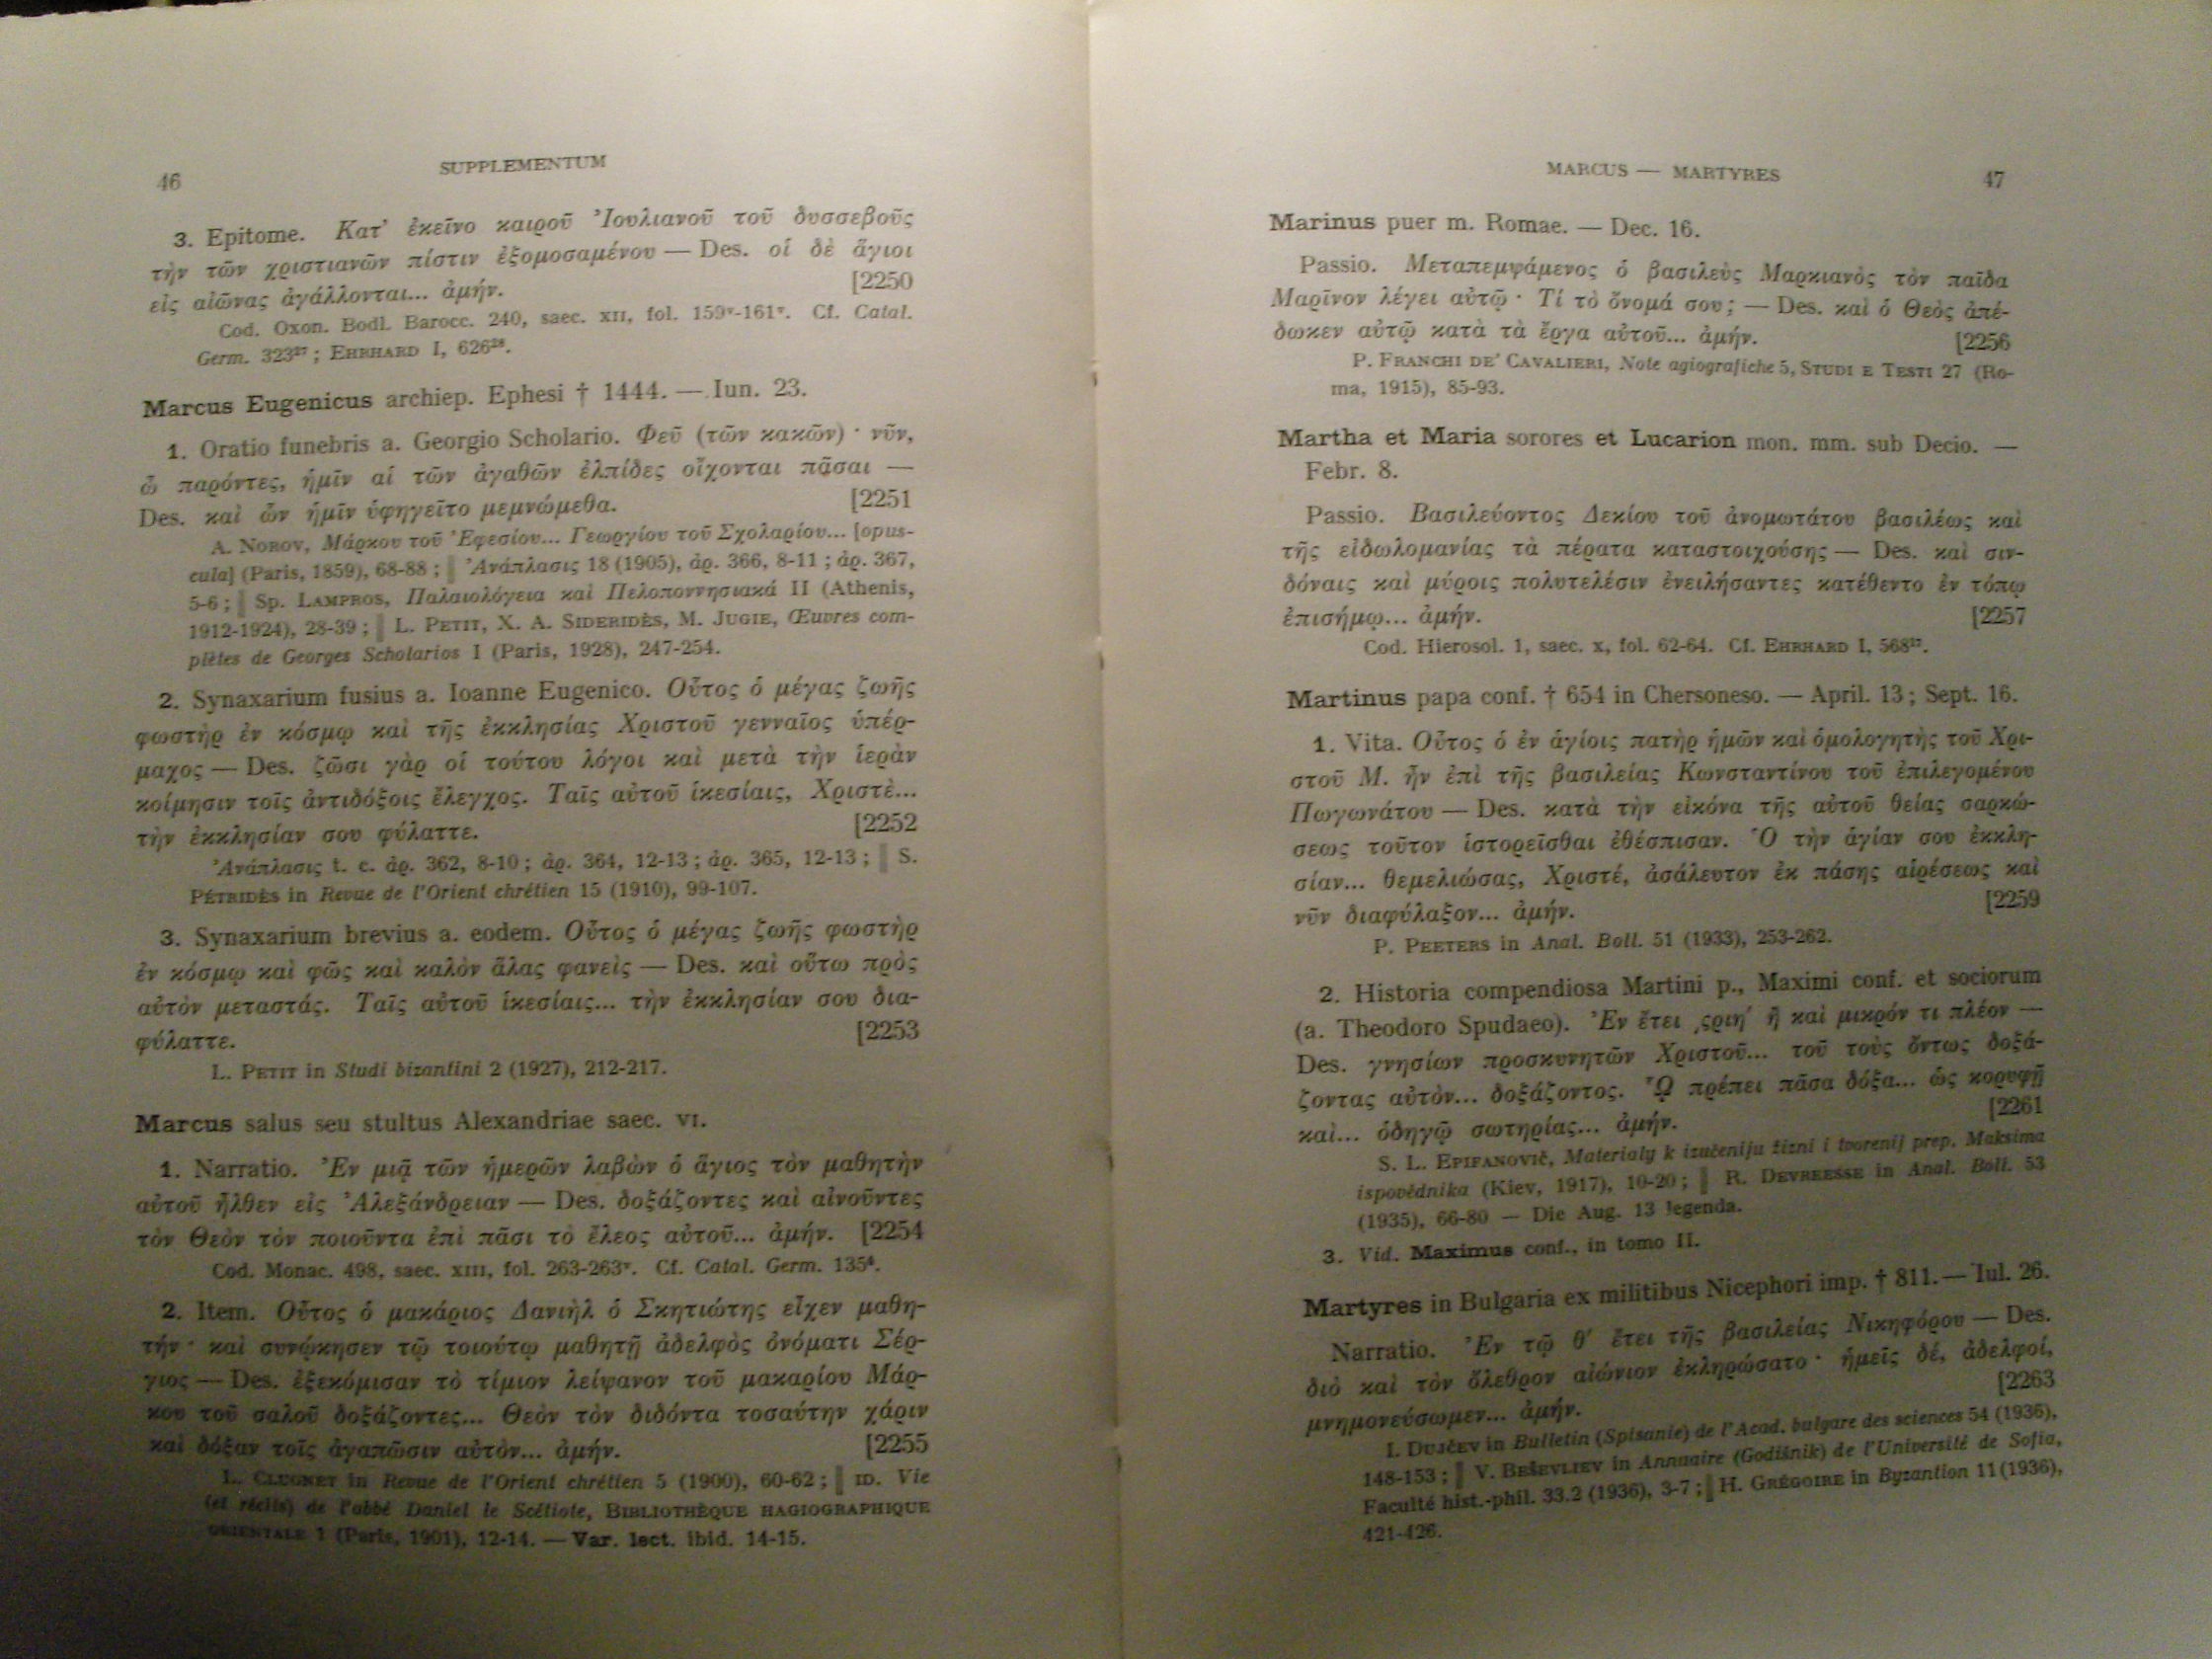 46
SUPPLEMENTUM
3. Epitome. Κατ’ ἐκεῖνο καιροῦ ’Ιουλιανοῦ τοῦ δυσσεβοῦς
τὴν τῶν χριστιανῶν πίστιν ἐξομοσαμένου — Des. οἱ δὲ ἅγιοι
εἰς αἰῶνας ἀγάλλονται... ἀμήν. [2250
Cod. Oxon. Bodl. Barocc. 240, saec. XII, fol. 159ᵛ-161ᵛ. Cf. Catal.
Germ. 323²⁷ ; EHRHARD I, 626²⁸.
Marcus Eugenicus archiep. Ephesi † 1444. — Iun. 23.
1. Oratio funebris a. Georgio Scholario. Φεῦ (τῶν κακῶν) · νῦν,
ὦ παρόντες, ἡμῖν αἱ τῶν ἀγαθῶν ἐλπίδες οἴχονται πᾶσαι —
Des. καὶ ὧν ἡμῖν ὑφηγεῖτο μεμνώμεθα. [2251
A. NOROV, Μάρκου τοῦ ’Εφεσίου... Γεωργίου τοῦ Σχολαρίου... [opus-
cula] (Paris, 1859), 68-88 ; ‖ ’Ανάπλασις 18 (1905), ἀρ. 366, 8-11 ; ἀρ. 367,
5-6 ; ‖ Sp. LAMPROS, Παλαιολόγεια καὶ Πελοποννησιακά II (Athenis,
1912-1924), 28-39 ; ‖ L. PETIT, X. A. SIDERIDÈS, M. JUGIE, Œuvres com-
plètes de Georges Scholarios I (Paris, 1928), 247-254.
2. Synaxarium fusius a. Ioanne Eugenico. Οὗτος ὁ μέγας ζωῆς
φωστὴρ ἐν κόσμῳ καὶ τῆς ἐκκλησίας Χριστοῦ γενναῖος ὑπέρ-
μαχος — Des. ζῶσι γὰρ οἱ τούτου λόγοι καὶ μετὰ τὴν ἱερὰν
κοίμησιν τοῖς ἀντιδόξοις ἔλεγχος. Ταῖς αὐτοῦ ἱκεσίαις, Χριστὲ...
τὴν ἐκκλησίαν σου φύλαττε. [2252
’Ανάπλασις t. c. ἀρ. 362, 8-10 ; ἀρ. 364, 12-13 ; ἀρ. 365, 12-13 ; ‖ S.
PÉTRIDÈS in Revue de l’Orient chrétien 15 (1910), 99-107.
3. Synaxarium brevius a. eodem. Οὗτος ὁ μέγας ζωῆς φωστὴρ
ἐν κόσμῳ καὶ φῶς καὶ καλὸν ἅλας φανεὶς — Des. καὶ οὕτω πρὸς
αὐτὸν μεταστάς. Ταῖς αὐτοῦ ἱκεσίαις... τὴν ἐκκλησίαν σου δια-
φύλαττε. [2253
L. PETIT in Studi bizantini 2 (1927), 212-217.
Marcus salus seu stultus Alexandriae saec. VI.
1. Narratio. ’Εν μιᾷ τῶν ἡμερῶν λαβὼν ὁ ἅγιος τὸν μαθητὴν
αὐτοῦ ἦλθεν εἰς ’Αλεξάνδρειαν — Des. δοξάζοντες καὶ αἰνοῦντες
τὸν Θεὸν τὸν ποιοῦντα ἐπὶ πᾶσι τὸ ἔλεος αὐτοῦ... ἀμήν. [2254
Cod. Monac. 498, saec. XIII, fol. 263-263ᵛ. Cf. Catal. Germ. 135⁸.
2. Item. Οὗτος ὁ μακάριος Δανιὴλ ὁ Σκητιώτης εἶχεν μαθη-
τήν · καὶ συνῴκησεν τῷ τοιούτῳ μαθητῇ ἀδελφὸς ὀνόματι Σέρ-
γιος — Des. ἐξεκόμισαν τὸ τίμιον λείψανον τοῦ μακαρίου Μάρ-
κου τοῦ σαλοῦ δοξάζοντες... Θεὸν τὸν διδόντα τοσαύτην χάριν
καὶ δόξαν τοῖς ἀγαπῶσιν αὐτὸν... ἀμήν. [2255
L. CLUGNET in Revue de l’Orient chrétien 5 (1900), 60-62 ; ‖ ID. Vie
(et récits) de l’abbé Daniel le Scétiote, BIBLIOTHÈQUE HAGIOGRAPHIQUE
ORIENTALE 1 (Paris, 1901), 12-14. — Var. lect. ibid. 14-15.
MARCUS — MARTYRES
47
Marinus puer m. Romae. — Dec. 16.
Passio. Μεταπεμψάμενος ὁ βασιλεὺς Μαρκιανὸς τὸν παῖδα
Μαρῖνον λέγει αὐτῷ · Τί τὸ ὄνομά σου ; — Des. καὶ ὁ Θεὸς ἀπέ-
δωκεν αὐτῷ κατὰ τὰ ἔργα αὐτοῦ... ἀμήν. [2256
P. FRANCHI DE’ CAVALIERI, Note agiografiche 5, STUDI E TESTI 27 (Ro-
ma, 1915), 85-93.
Martha et Maria sorores et Lucarion mon. mm. sub Decio. —
Febr. 8.
Passio. Βασιλεύοντος Δεκίου τοῦ ἀνομωτάτου βασιλέως καὶ
τῆς εἰδωλομανίας τὰ πέρατα καταστοιχούσης — Des. καὶ σιν-
δόναις καὶ μύροις πολυτελέσιν ἐνειλήσαντες κατέθεντο ἐν τόπῳ
ἐπισήμῳ... ἀμήν. [2257
Cod. Hierosol. 1, saec. X, fol. 62-64. Cf. EHRHARD I, 568¹².
Martinus papa conf. † 654 in Chersoneso. — April. 13 ; Sept. 16.
1. Vita. Οὗτος ὁ ἐν ἁγίοις πατὴρ ἡμῶν καὶ ὁμολογητὴς τοῦ Χρι-
στοῦ Μ. ἦν ἐπὶ τῆς βασιλείας Κωνσταντίνου τοῦ ἐπιλεγομένου
Πωγωνάτου — Des. κατὰ τὴν εἰκόνα τῆς αὐτοῦ θείας σαρκώ-
σεως τοῦτον ἱστορεῖσθαι ἐθέσπισαν. ‘Ο τὴν ἁγίαν σου ἐκκλη-
σίαν... θεμελιώσας, Χριστέ, ἀσάλευτον ἐκ πάσης αἱρέσεως καὶ
νῦν διαφύλαξον... ἀμήν. [2259
P. PEETERS in Anal. Boll. 51 (1933), 253-262.
2. Historia compendiosa Martini p., Maximi conf. et sociorum
(a. Theodoro Spudaeo). ’Εν ἔτει ͵ςριη′ ἢ καὶ μικρόν τι πλέον —
Des. γνησίων προσκυνητῶν Χριστοῦ... τοῦ τοὺς ὄντως δοξά-
ζοντας αὐτὸν... δοξάζοντος. ῟Ωι πρέπει πᾶσα δόξα... ὡς κορυφῇ
καὶ... ὁδηγῷ σωτηρίας... ἀμήν. [2261
S. L. EPIFANOVIČ, Materialy k izučeniju žizni i tvorenij prep. Maksima
ispovědnika (Kiev, 1917), 10-20 ; ‖ R. DEVREESSE in Anal. Boll. 53
(1935), 66-80 — Die Aug. 13 legenda.
3. Vid. Maximus conf., in tomo II.
Martyres in Bulgaria ex militibus Nicephori imp. † 811. — Iul. 26.
Narratio. ’Εν τῷ θ′ ἔτει τῆς βασιλείας Νικηφόρου — Des.
διὸ καὶ τὸν ὄλεθρον αἰώνιον ἐκληρώσατο · ἡμεῖς δέ, ἀδελφοί,
μνημονεύσωμεν... ἀμήν. [2263
I. DUJČEV in Bulletin (Spisanie) de l’Acad. bulgare des sciences 54 (1936),
148-153 ; ‖ V. BEŠEVLIEV in Annuaire (Godišnik) de l’Université de Sofia,
Faculté hist.-phil. 33.2 (1936), 3-7 ; ‖ H. GRÉGOIRE in Byzantion 11 (1936),
421-426.